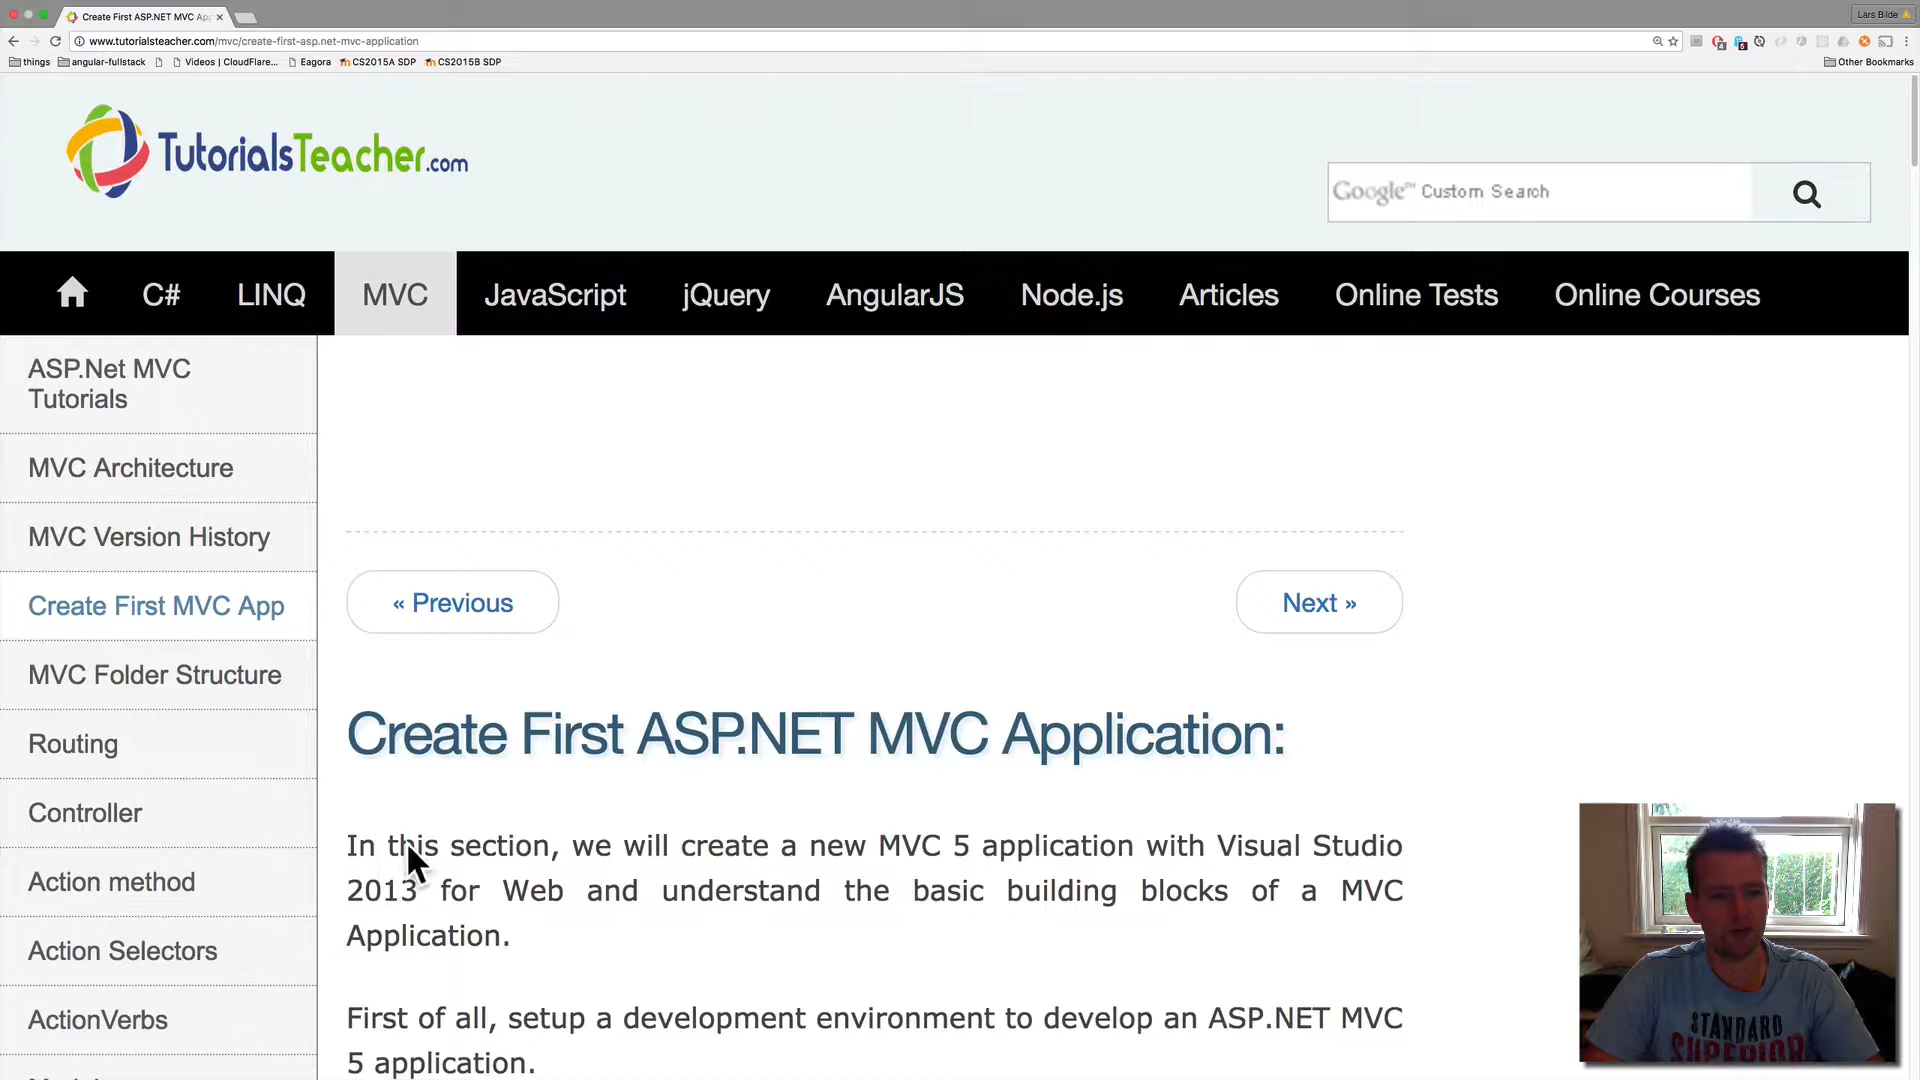 Create First ASP.NET MVC Ap
Lars Bilde
www.tutorialsteacher.com/mvc/create-first-asp.net-mvc-application
things
angular-fullstack
Videos | CloudFlare...
Eagora
CS2015A SDP
CS2015B SDP
Other Bookmarks
TutorialsTeacher.com
Google™ Custom Search
C#
LINQ
MVC
JavaScript
jQuery
AngularJS
Node.js
Articles
Online Tests
Online Courses
ASP.Net MVC
Tutorials
MVC Architecture
MVC Version History
Create First MVC App
MVC Folder Structure
Routing
Controller
Action method
Action Selectors
ActionVerbs
« Previous
Next »
Create First ASP.NET MVC Application:
In this section, we will create a new MVC 5 application with Visual Studio
2013 for Web and understand the basic building blocks of a MVC
Application.
First of all, setup a development environment to develop an ASP.NET MVC
5 application.
STANDARD
SUPERIOR